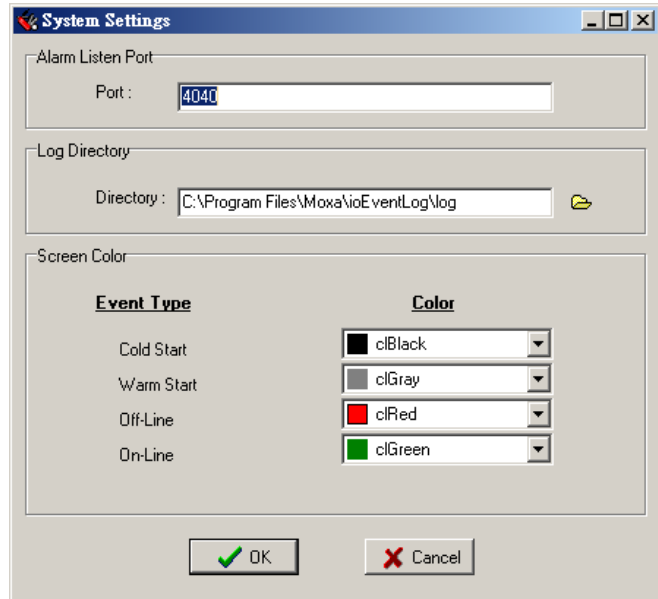 System Settings
Alarm Listen Port
Port :
4040
Log Directory
Directory :
C:\Program Files\Moxa\ioEventLog\log
Screen Color
Event Type
Color
Cold Start
clBlack
Warm Start
clGray
Off-Line
clRed
On-Line
clGreen
OK
Cancel